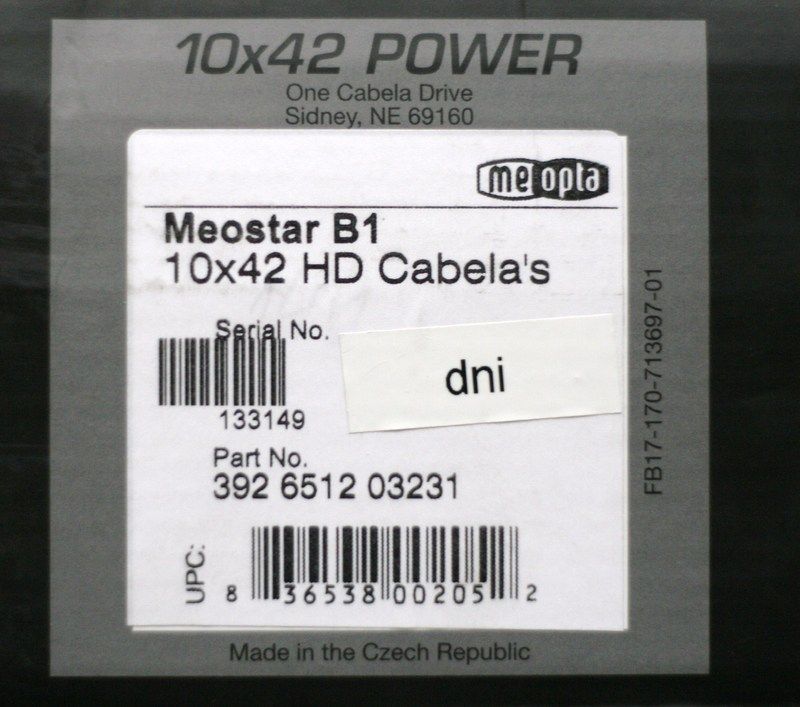 10x42 POWER
One Cabela Drive
Sidney, NE 69160
meopta
Meostar B1
10x42 HD Cabela's
Serial No.
dni
133149
Part No.
392 6512 03231
UPC:
8 36538 00205 2
FB17-170-713697-01
Made in the Czech Republic